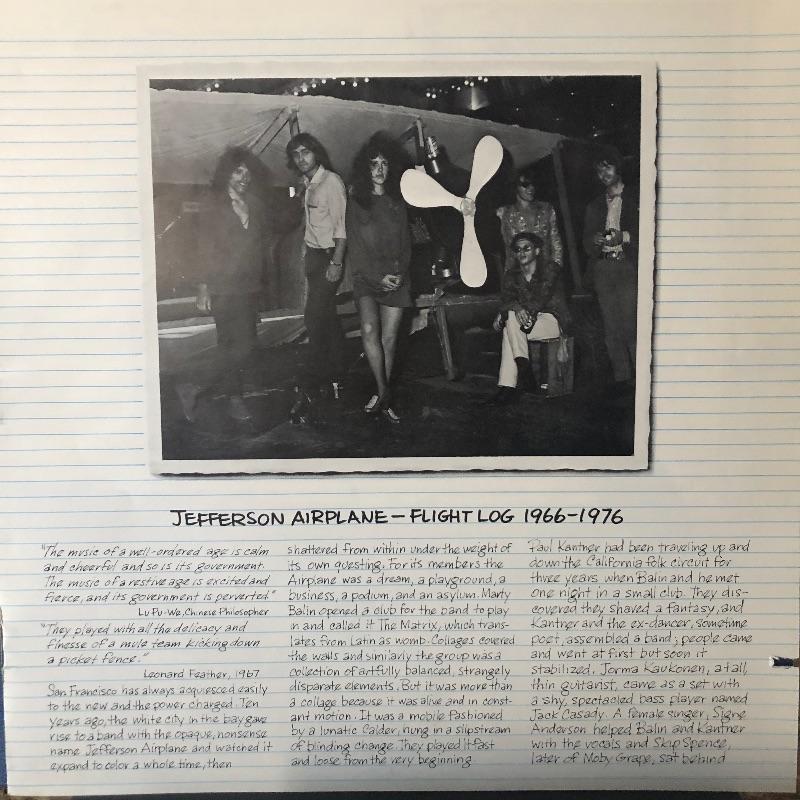 JEFFERSON AIRPLANE—FLIGHT LOG 1966-1976
"The music of a well-ordered age is calm
and cheerful and so is its government.
The music of a restive age is excited and
fierce, and its government is perverted"
Lu Pu-We, Chinese Philosopher
"They played with all the delicacy and
finesse of a mule team kicking down
a picket fence."
Leonard Feather, 1967
San Francisco has always acquiesced easily
to the new and the power charged. Ten
years ago, the white city in the bay gave
rise to a band with the opaque, nonsense
name Jefferson Airplane and watched it
expand to color a whole time, then
shattered from within under the weight of
its own questing. For its members the
Airplane was a dream, a playground, a
business, a podium, and an asylum. Marty
Balin opened a club for the band to play
in and called it The Matrix, which trans-
lates from Latin as womb. Collages covered
the walls and similarly the group was a
collection of artfully balanced, strangely
disparate elements. But it was more than
a collage because it was alive and in const-
ant motion. It was a mobile fashioned
by a lunatic Calder, hung in a slipstream
of blinding change. They played it fast
and loose from the very beginning.
Paul Kantner had been traveling up and
down the California folk circuit for
three years when Balin and he met
one night in a small club. They dis-
covered they shared a fantasy, and
Kantner and the ex-dancer, sometime
poet, assembled a band; people came
and went at first but soon it
stabilized. Jorma Kaukonen, a tall,
thin guitarist, came as a set with
a shy, spectacled bass player named
Jack Casady. A female singer, Signe
Anderson helped Balin and Kantner
with the vocals and Skip Spence,
later of Moby Grape, sat behind